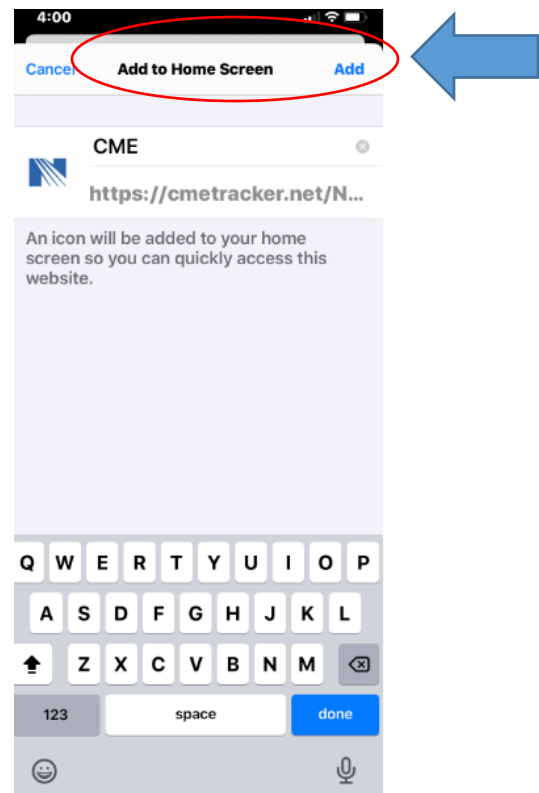 4:00
Cancel Add to Home Screen Add
CME
https://cmetracker.net/N...
An icon will be added to your home
screen so you can quickly access this
website.
Q W E R T Y U I O P
A S D F G H J K L
Z X C V B N M
123 space done